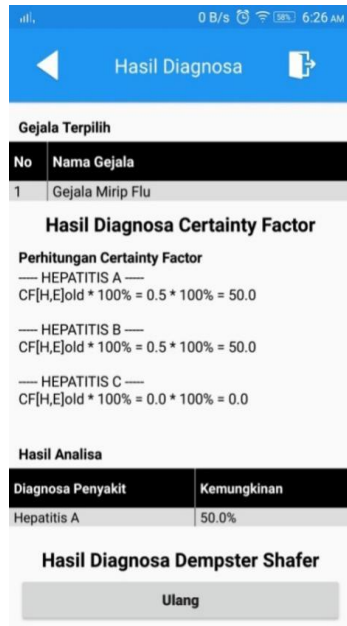 0 B/s 58% 6:26 AM
Hasil Diagnosa
Gejala Terpilih
No Nama Gejala
1 Gejala Mirip Flu
Hasil Diagnosa Certainty Factor
Perhitungan Certainty Factor
---- HEPATITIS A ----
CF[H,E]old * 100% = 0.5 * 100% = 50.0
---- HEPATITIS B ----
CF[H,E]old * 100% = 0.5 * 100% = 50.0
---- HEPATITIS C ----
CF[H,E]old * 100% = 0.0 * 100% = 0.0
Hasil Analisa
Diagnosa Penyakit Kemungkinan
Hepatitis A 50.0%
Hasil Diagnosa Dempster Shafer
Ulang